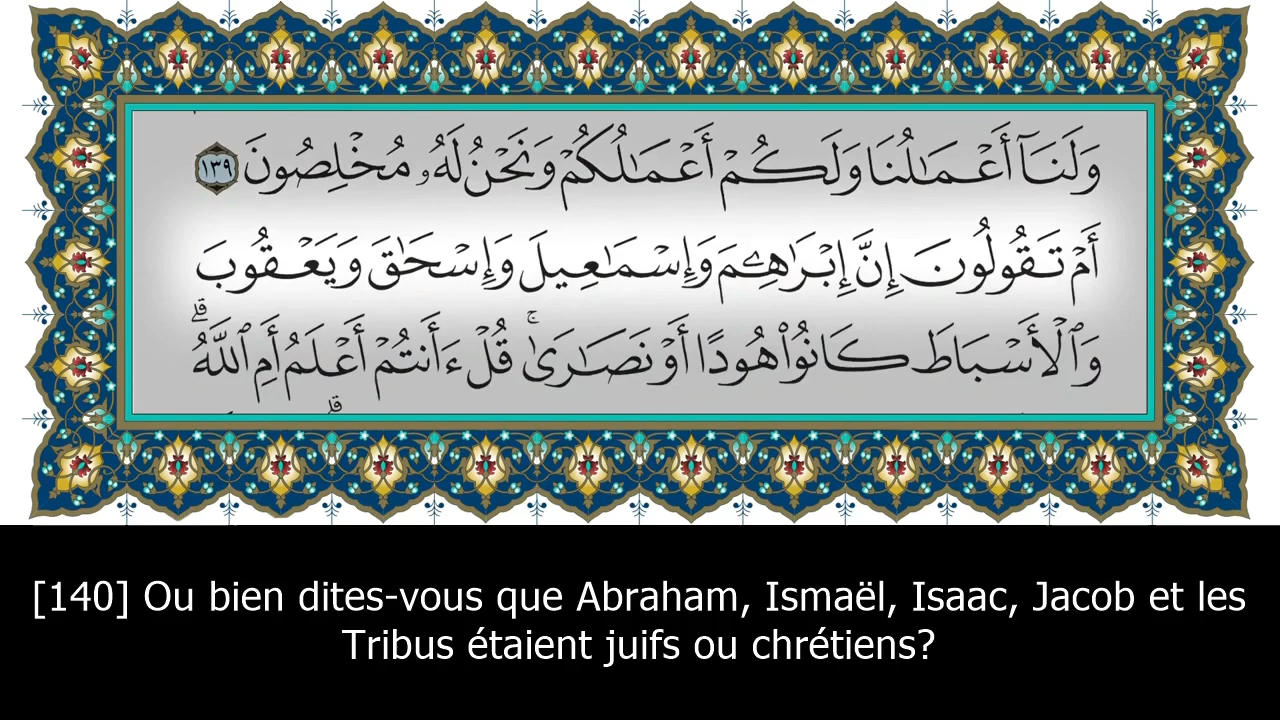 وَلَنَآ أَعْمَٰلُنَا وَلَكُمْ أَعْمَٰلُكُمْ وَنَحْنُ لَهُۥ مُخْلِصُونَ ١٣٩
أَمْ تَقُولُونَ إِنَّ إِبْرَٰهِۦمَ وَإِسْمَٰعِيلَ وَإِسْحَٰقَ وَيَعْقُوبَ
وَٱلْأَسْبَاطَ كَانُوا۟ هُودًا أَوْ نَصَٰرَىٰ ۗ قُلْ ءَأَنتُمْ أَعْلَمُ أَمِ ٱللَّهُ ۗ
[140] Ou bien dites-vous que Abraham, Ismaël, Isaac, Jacob et les
Tribus étaient juifs ou chrétiens?